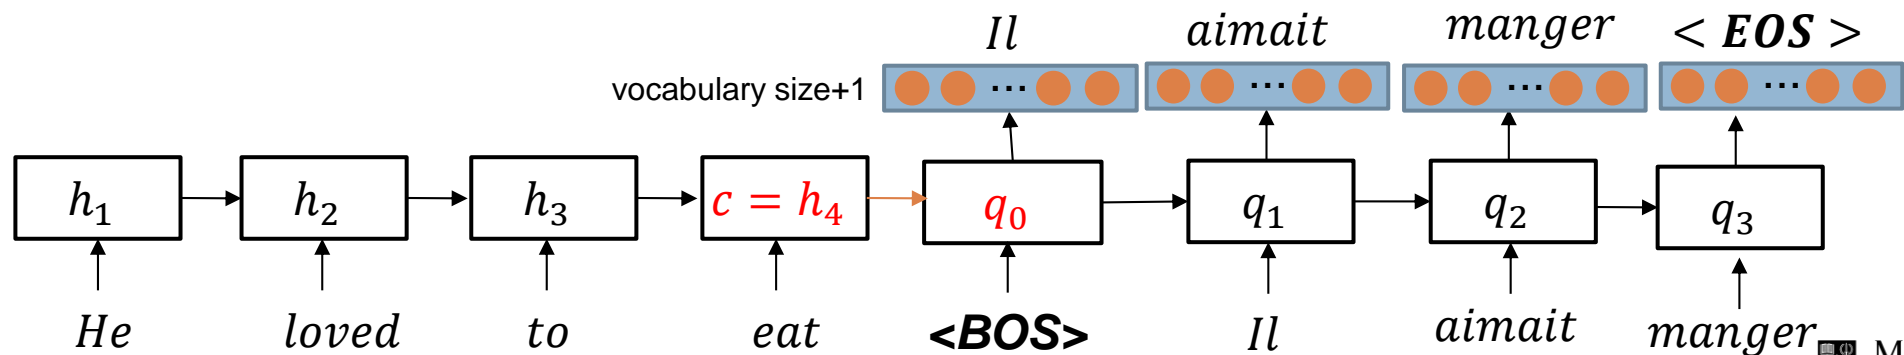 Il aimait manger < EOS >
vocabulary size+1 ... ... ... ...
h₁ h₂ h₃ c = h₄ q₀ q₁ q₂ q₃
He loved to eat <BOS> Il aimait manger M